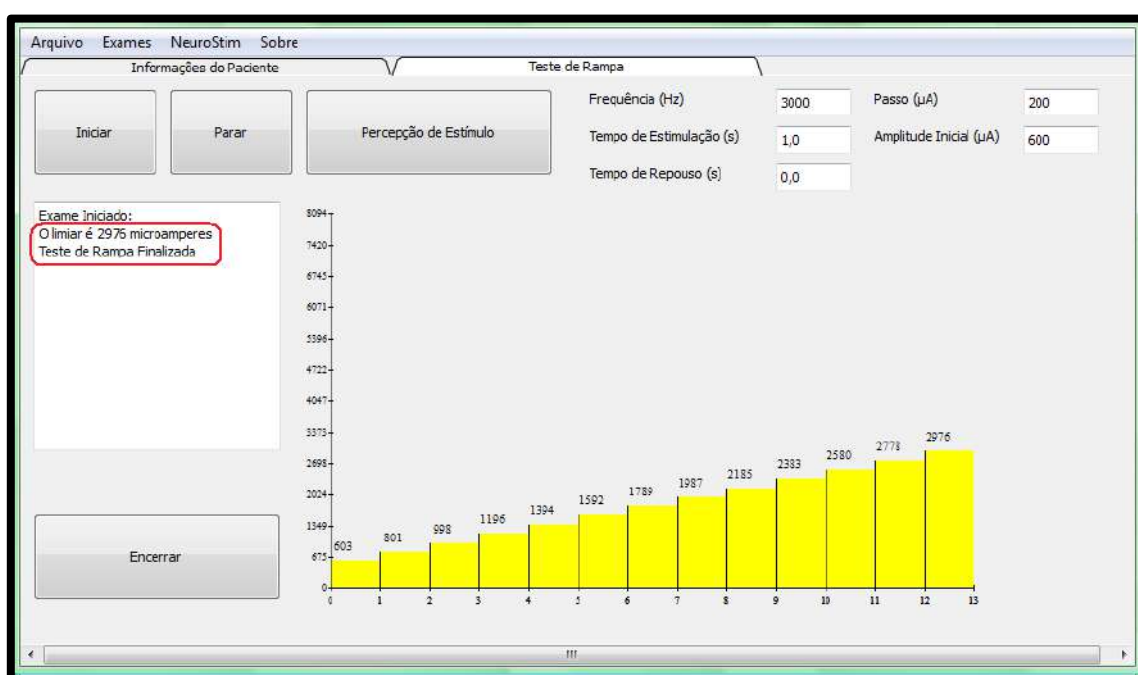 Arquivo Exames NeuroStim Sobre
Informações do Paciente Teste de Rampa
Iniciar Parar Percepção de Estímulo
Frequência (Hz) 3000 Passo (µA) 200
Tempo de Estimulação (s) 1,0 Amplitude Inicial (µA) 600
Tempo de Repouso (s) 0,0
Exame Iniciado:
O limiar é 2976 microamperes
Teste de Rampa Finalizada
Encerrar
8094
7420
6745
6071
5396
4722
4047
3373
2698
2024
1349
675
0
603 801 998 1196 1394 1592 1789 1987 2185 2383 2580 2778 2976
0 1 2 3 4 5 6 7 8 9 10 11 12 13